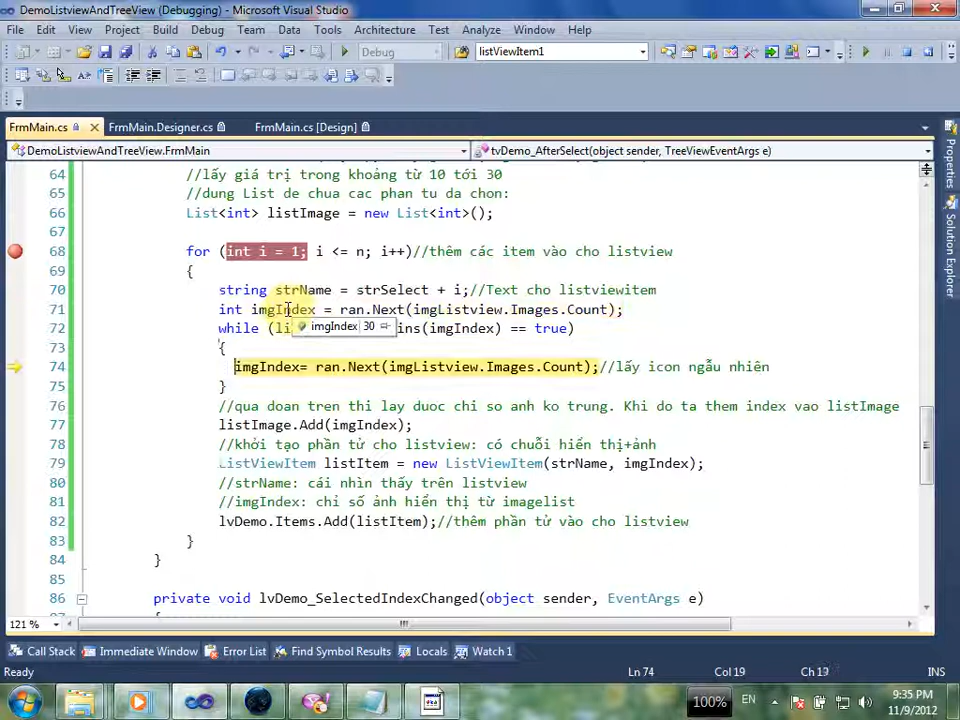 DemoListviewAndTreeView (Debugging) - Microsoft Visual Studio
File Edit View Project Build Debug Team Data Tools Architecture Test Analyze Window Help
Debug listViewItem1
FrmMain.cs FrmMain.Designer.cs FrmMain.cs [Design]
DemoListviewAndTreeView.FrmMain tvDemo_AfterSelect(object sender, TreeViewEventArgs e)
64 //lấy giá trị trong khoảng từ 10 tới 30
65 //dung List de chua cac phan tu da chon:
66 List<int> listImage = new List<int>();
67
68 for (int i = 1; i <= n; i++)//thêm các item vào cho listview
69 {
70 string strName = strSelect + i;//Text cho listviewitem
71 int imgIndex = ran.Next(imgListview.Images.Count);
72 while (li imgIndex 30 ins(imgIndex) == true)
73 {
74 imgIndex= ran.Next(imgListview.Images.Count);//lấy icon ngẫu nhiên
75 }
76 //qua doan tren thi lay duoc chi so anh ko trung. Khi do ta them index vao listImage
77 listImage.Add(imgIndex);
78 //khởi tạo phần tử cho listview: có chuỗi hiển thị+ảnh
79 ListViewItem listItem = new ListViewItem(strName, imgIndex);
80 //strName: cái nhìn thấy trên listview
81 //imgIndex: chỉ số ảnh hiển thị từ imagelist
82 lvDemo.Items.Add(listItem);//thêm phần tử vào cho listview
83 }
84 }
85
86 private void lvDemo_SelectedIndexChanged(object sender, EventArgs e)
121 %
Call Stack Immediate Window Error List Find Symbol Results Locals Watch 1
Ready Ln 74 Col 19 Ch 19 INS
100% EN 9:35 PM
11/9/2012
Properties
Solution Explorer